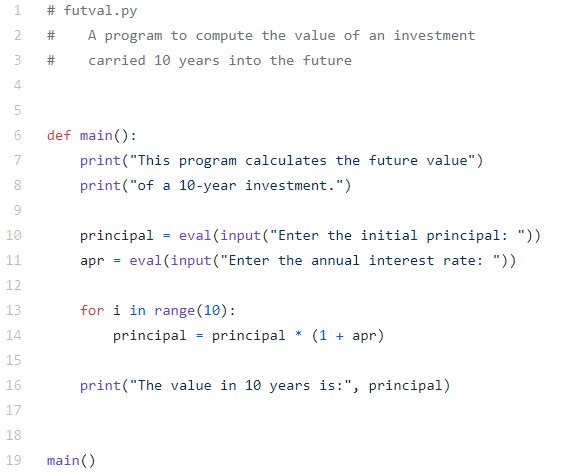 1 # futval.py
2 #    A program to compute the value of an investment
3 #    carried 10 years into the future
4
5
6 def main():
7     print("This program calculates the future value")
8     print("of a 10-year investment.")
9
10     principal = eval(input("Enter the initial principal: "))
11     apr = eval(input("Enter the annual interest rate: "))
12
13     for i in range(10):
14         principal = principal * (1 + apr)
15
16     print("The value in 10 years is:", principal)
17
18
19 main()